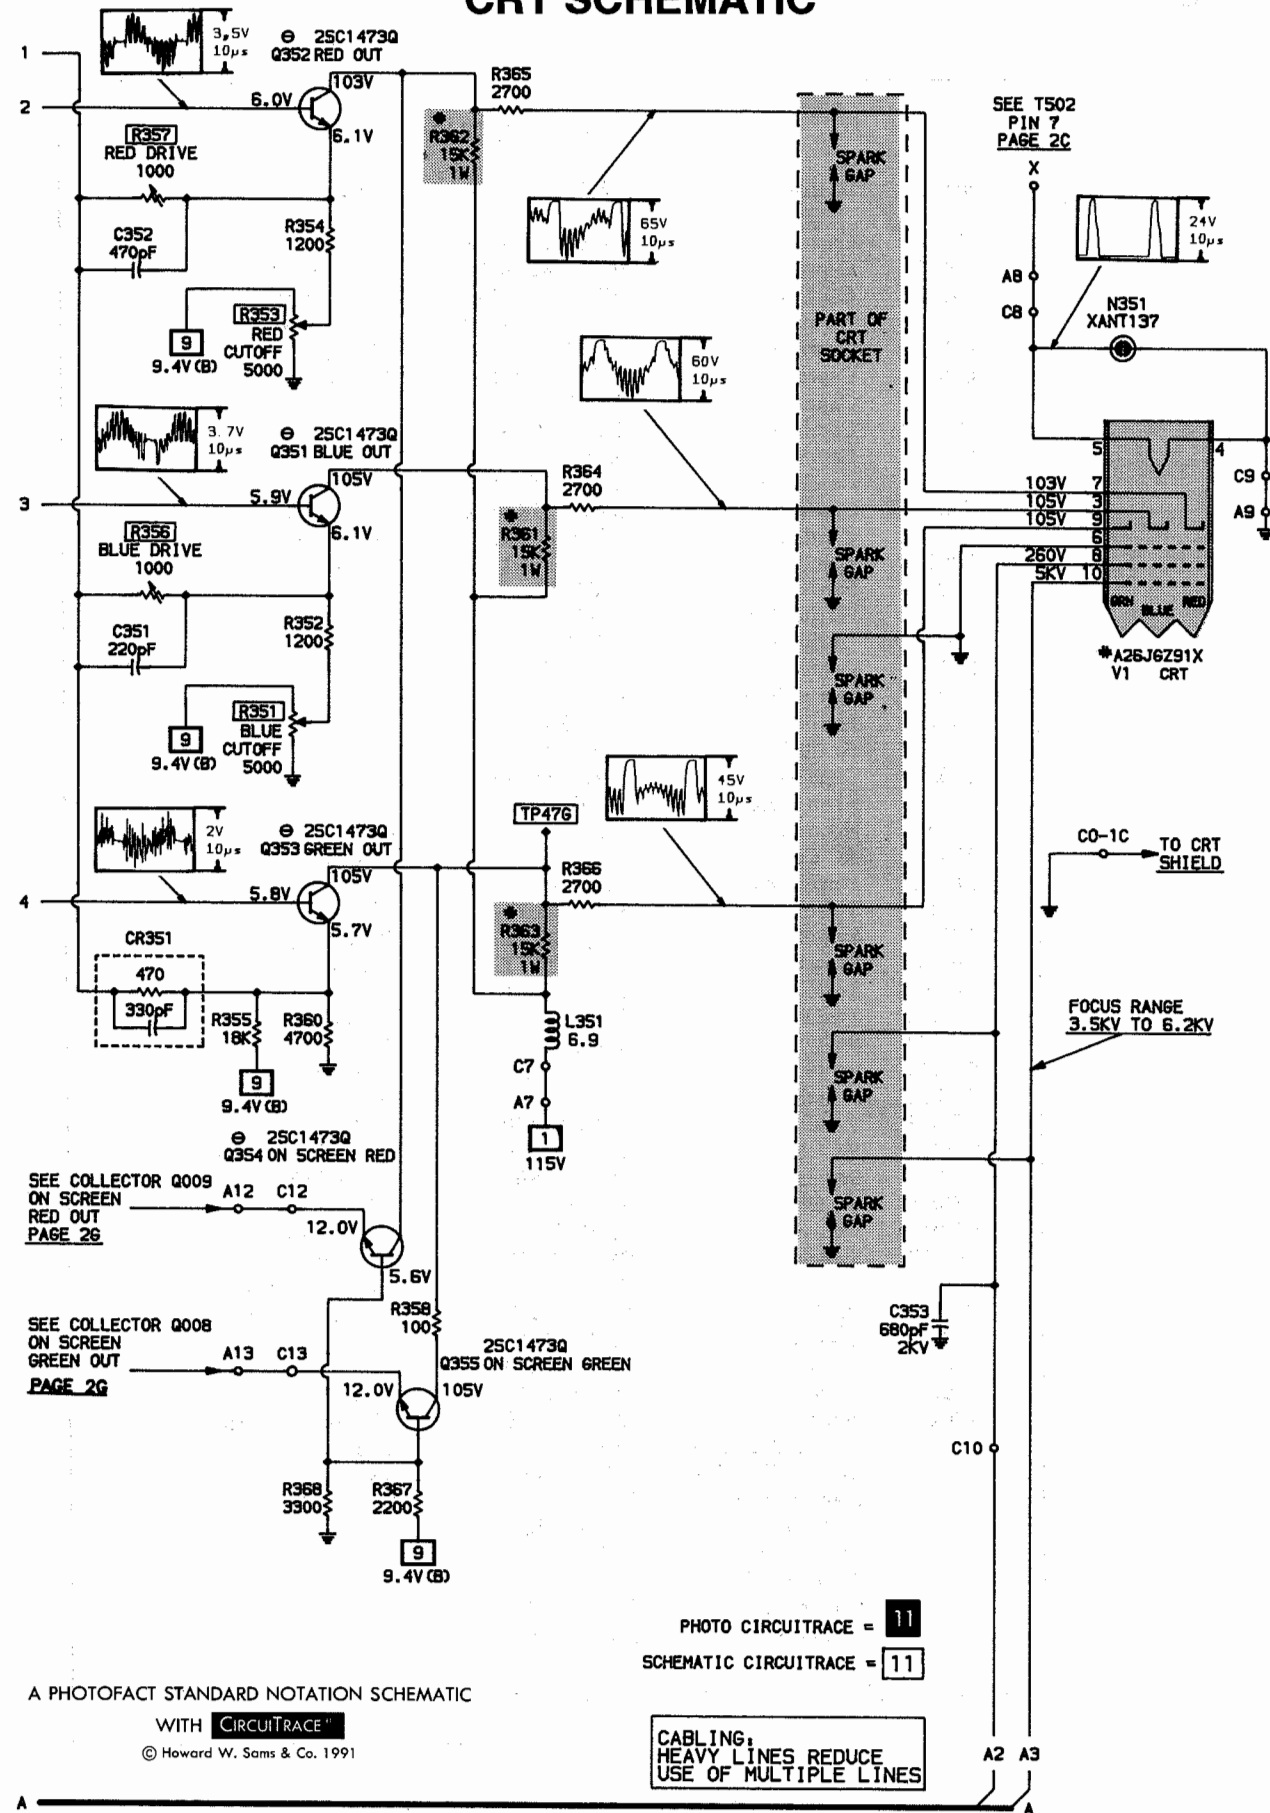 CRT SCHEMATIC
1
3.5V
10µs
⊖ 2SC1473Q
Q352 RED OUT
103V
2
6.0V
6.1V
R357
RED DRIVE
1000
C352
470pF
R354
1200
R353
RED
CUTOFF
5000
9
9.4V(B)
R365
2700
*
R362
15K
1W
65V
10µs
SPARK
GAP
SEE T502
PIN 7
PAGE 2C
X
24V
10µs
A8
C8
N351
XANT137
PART OF
CRT
SOCKET
60V
10µs
3.7V
10µs
⊖ 2SC1473Q
Q351 BLUE OUT
105V
3
5.9V
6.1V
R356
BLUE DRIVE
1000
C351
220pF
R352
1200
R351
BLUE
CUTOFF
5000
9
9.4V(B)
R364
2700
*
R361
15K
1W
SPARK
GAP
SPARK
GAP
5
4
C9
A9
103V 7
105V 3
105V 9
6
260V 8
5KV 10
GRN BLUE RED
*A26JGZ91X
V1 CRT
45V
10µs
2V
10µs
⊖ 2SC1473Q
Q353 GREEN OUT
105V
4
5.8V
5.7V
TP47G
R366
2700
*
R363
15K
1W
SPARK
GAP
CO-1C
TO CRT
SHIELD
CR351
470
330pF
R355
18K
R360
4700
9
9.4V(B)
L351
6.9
C7
A7
1
115V
SPARK
GAP
FOCUS RANGE
3.5KV TO 6.2KV
⊖ 2SC1473Q
Q354 ON SCREEN RED
SEE COLLECTOR Q009
ON SCREEN
RED OUT
PAGE 2G
A12 C12
12.0V
5.6V
SPARK
GAP
R358
100
C353
680pF
2KV
SEE COLLECTOR Q008
ON SCREEN
GREEN OUT
PAGE 2G
A13 C13
2SC1473Q
Q355 ON SCREEN GREEN
12.0V
105V
C10
R368
3300
R367
2200
9
9.4V(B)
PHOTO CIRCUITRACE = 11
SCHEMATIC CIRCUITRACE = 11
A PHOTOFACT STANDARD NOTATION SCHEMATIC
WITH CIRCUITRACE"
© Howard W. Sams & Co. 1991
CABLING:
HEAVY LINES REDUCE
USE OF MULTIPLE LINES
A2 A3
A
A